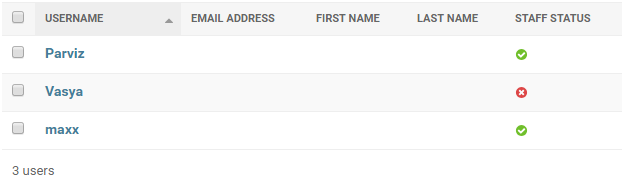 USERNAME EMAIL ADDRESS FIRST NAME LAST NAME STAFF STATUS
Parviz
Vasya
maxx
3 users